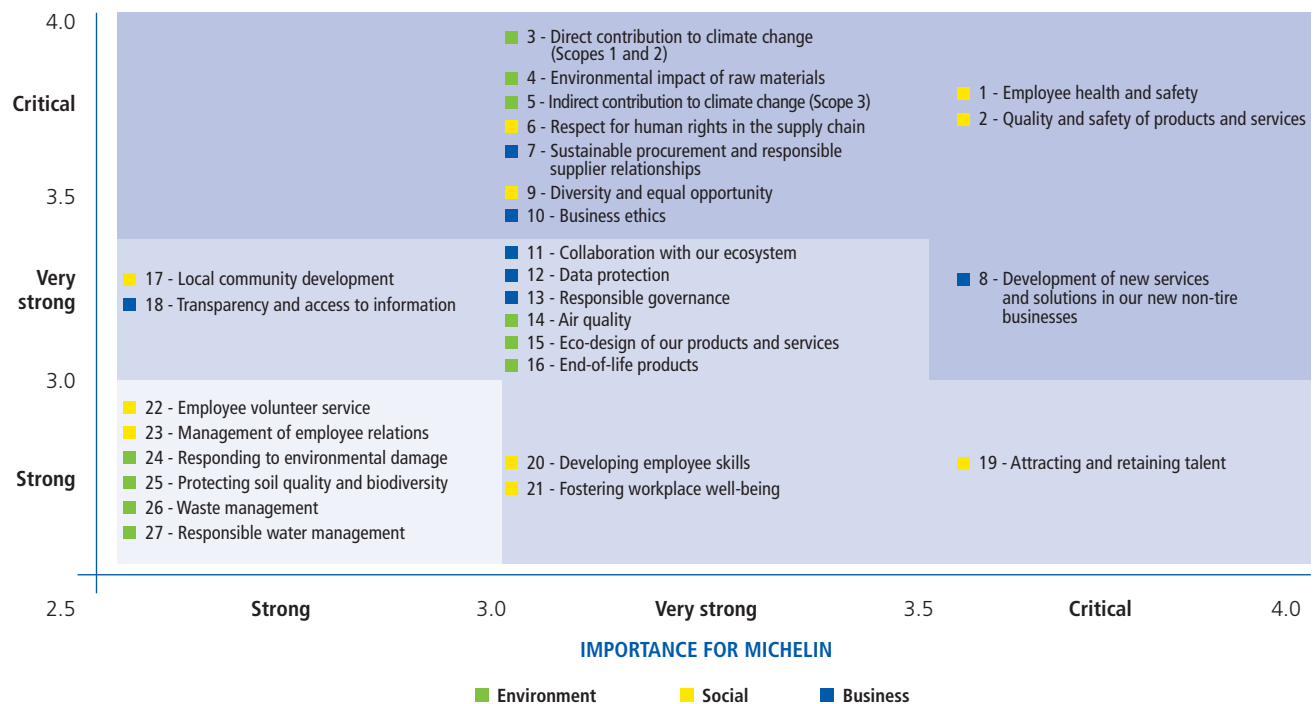 4.0
Critical
3.5
Very
strong
3.0
Strong
3 - Direct contribution to climate change
(Scopes 1 and 2)
4 - Environmental impact of raw materials
5 - Indirect contribution to climate change (Scope 3)
6 - Respect for human rights in the supply chain
7 - Sustainable procurement and responsible
supplier relationships
9 - Diversity and equal opportunity
10 - Business ethics
1 - Employee health and safety
2 - Quality and safety of products and services
17 - Local community development
18 - Transparency and access to information
11 - Collaboration with our ecosystem
12 - Data protection
13 - Responsible governance
14 - Air quality
15 - Eco-design of our products and services
16 - End-of-life products
8 - Development of new services
and solutions in our new non-tire
businesses
22 - Employee volunteer service
23 - Management of employee relations
24 - Responding to environmental damage
25 - Protecting soil quality and biodiversity
26 - Waste management
27 - Responsible water management
20 - Developing employee skills
21 - Fostering workplace well-being
19 - Attracting and retaining talent
2.5
Strong
3.0
Very strong
3.5
Critical
4.0
IMPORTANCE FOR MICHELIN
Environment
Social
Business